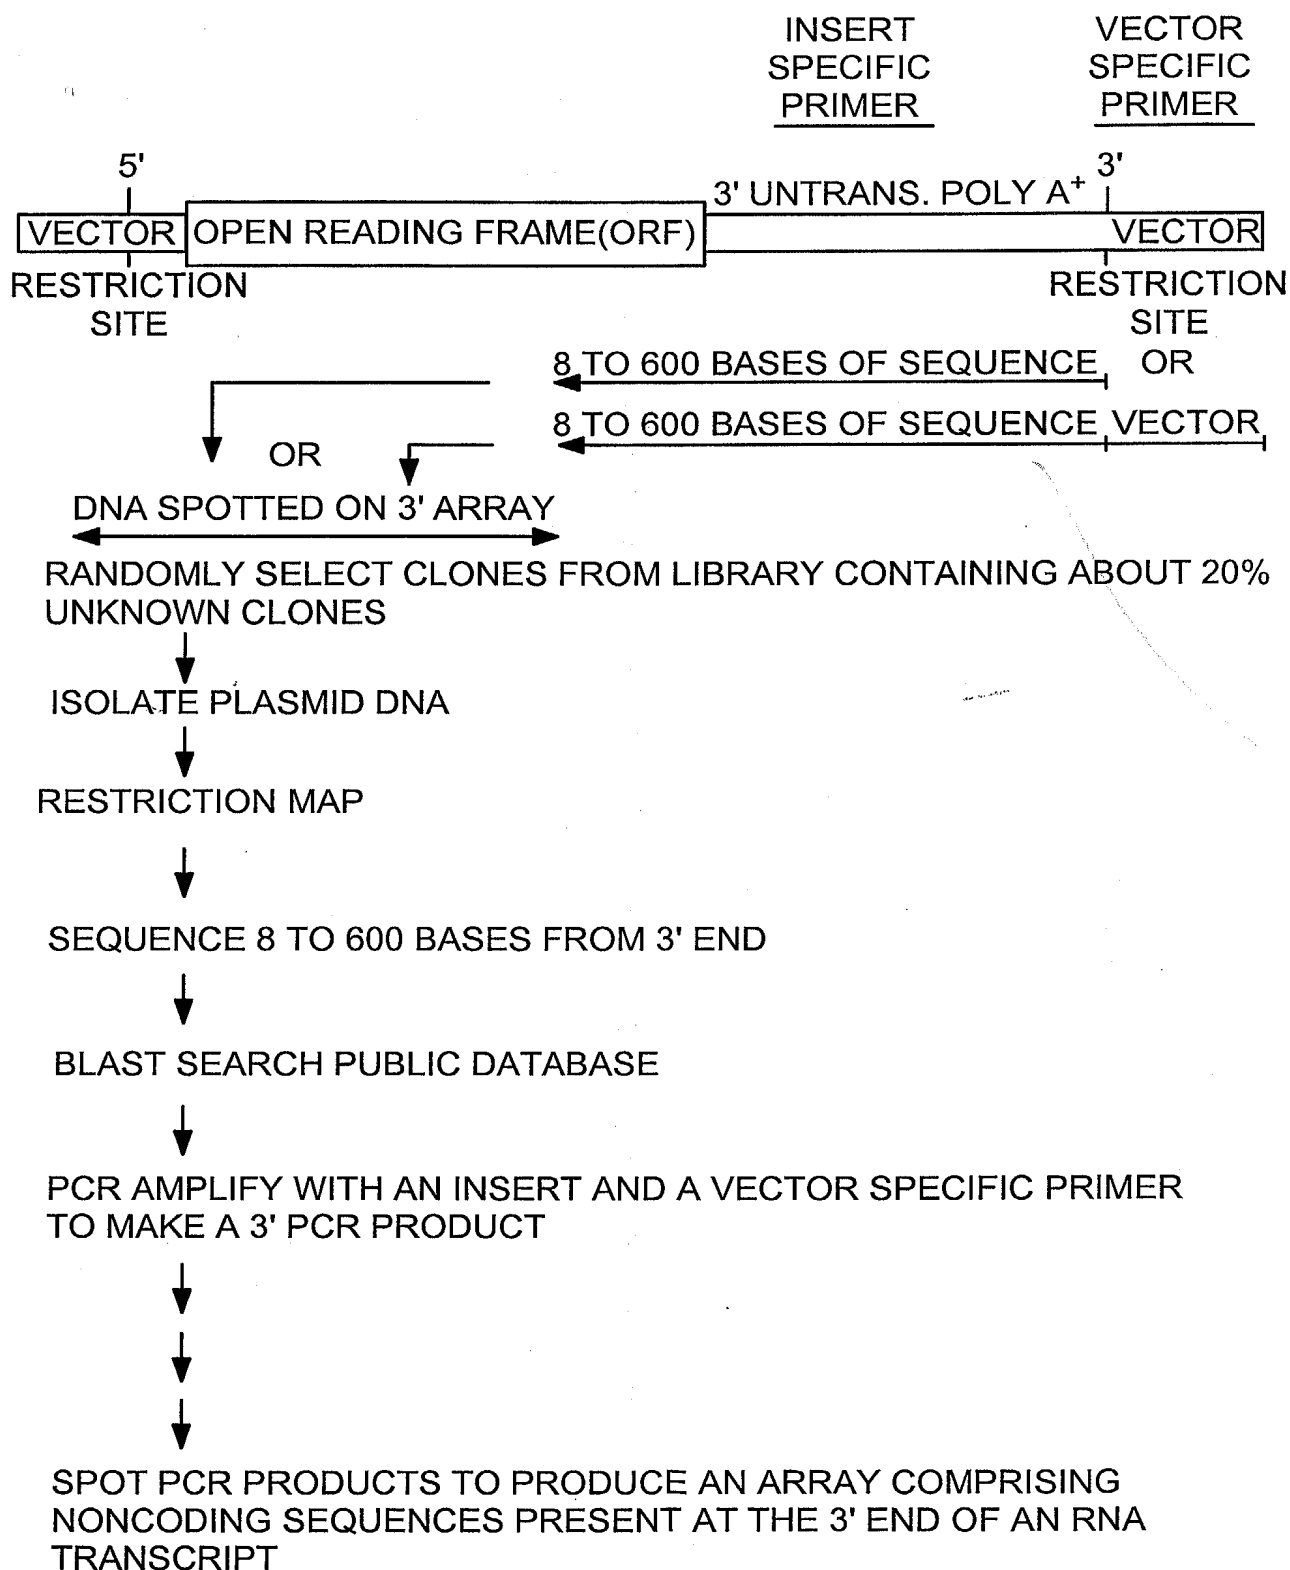 INSERT
SPECIFIC
PRIMER
VECTOR
SPECIFIC
PRIMER
5'
3' UNTRANS. POLY A+
3'
VECTOR
OPEN READING FRAME(ORF)
VECTOR
RESTRICTION
SITE
RESTRICTION
SITE
8 TO 600 BASES OF SEQUENCE
OR
8 TO 600 BASES OF SEQUENCE
VECTOR
OR
DNA SPOTTED ON 3' ARRAY
RANDOMLY SELECT CLONES FROM LIBRARY CONTAINING ABOUT 20%
UNKNOWN CLONES
ISOLATE PLASMID DNA
RESTRICTION MAP
SEQUENCE 8 TO 600 BASES FROM 3' END
BLAST SEARCH PUBLIC DATABASE
PCR AMPLIFY WITH AN INSERT AND A VECTOR SPECIFIC PRIMER
TO MAKE A 3' PCR PRODUCT
SPOT PCR PRODUCTS TO PRODUCE AN ARRAY COMPRISING
NONCODING SEQUENCES PRESENT AT THE 3' END OF AN RNA
TRANSCRIPT